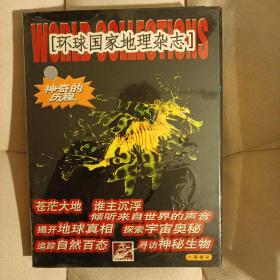 WORLD COLLECTIONS
[环球国家地理杂志]
神奇的
历程
苍茫大地 谁主沉浮
倾听来自世界的声音
揭开地球真相 探索宇宙奥秘
追踪自然百态 寻访神秘生物